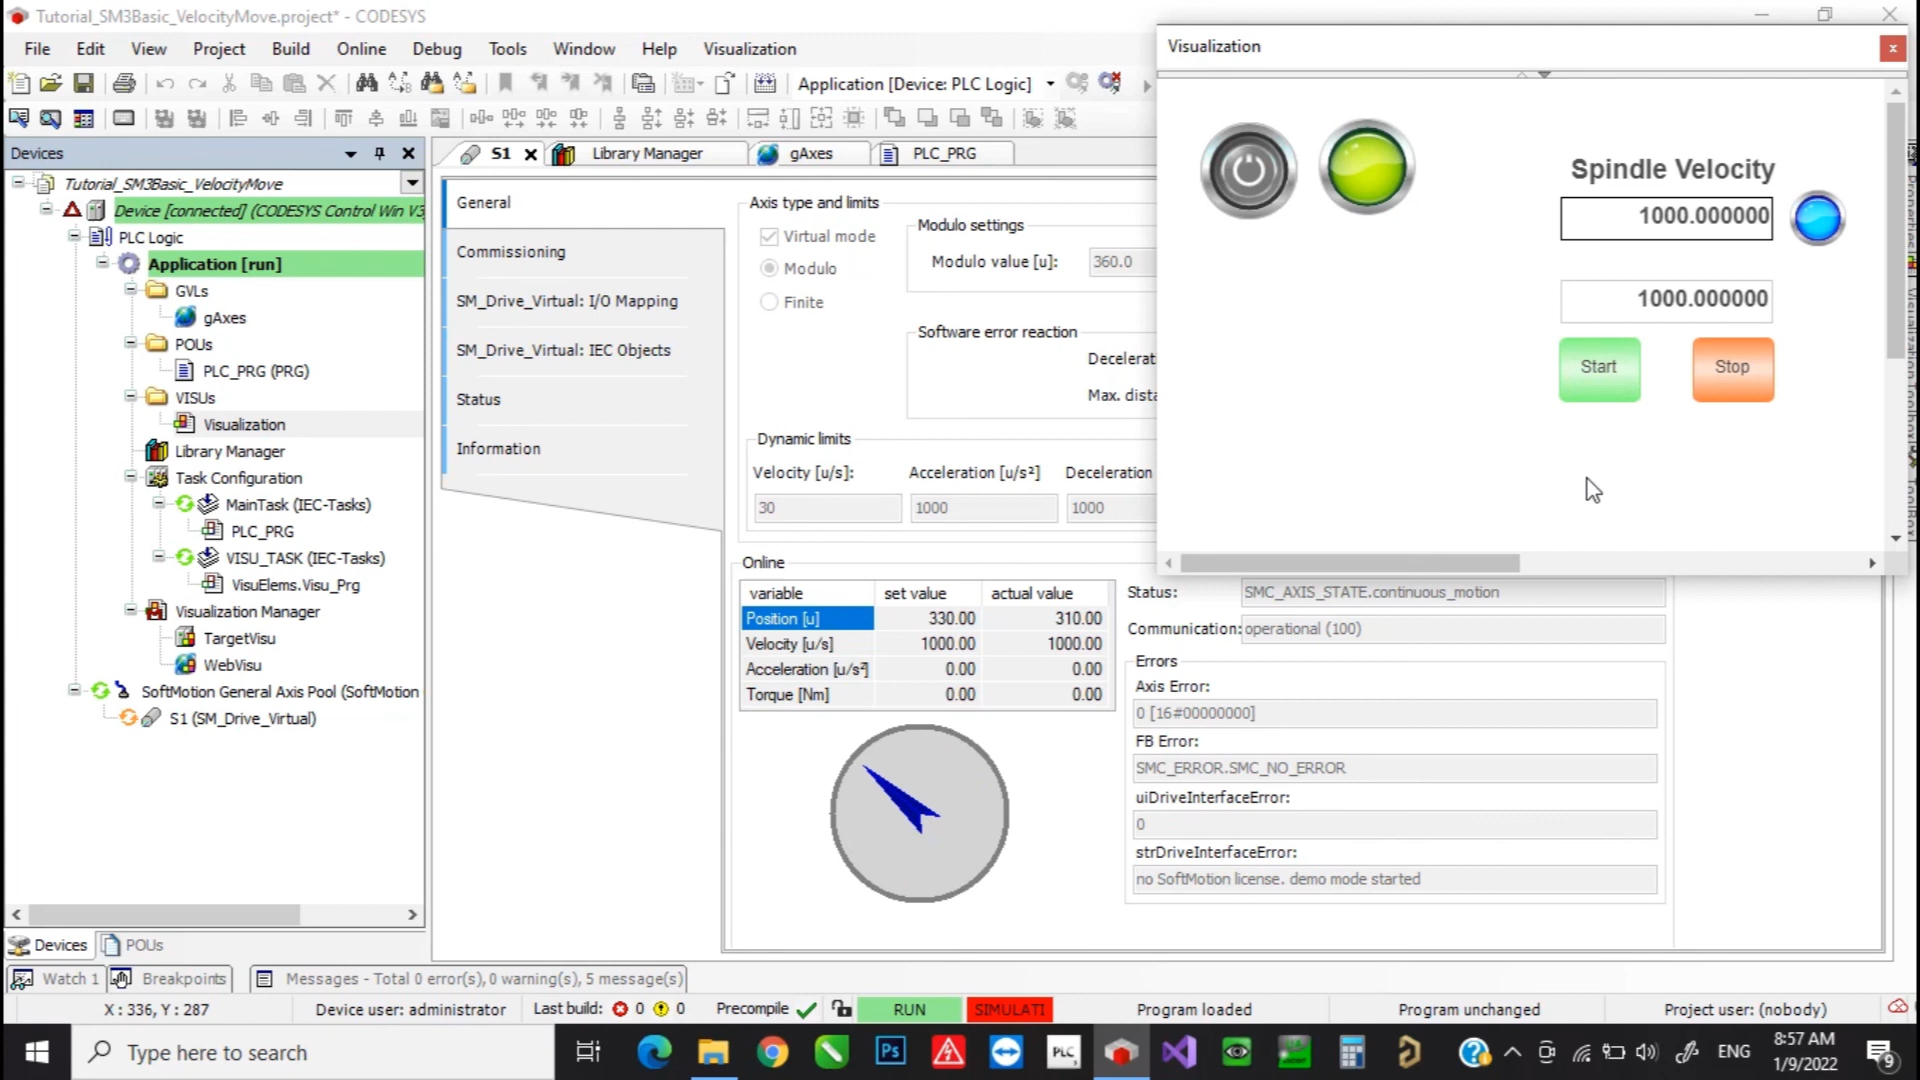 Tutorial_SM3Basic_VelocityMove.project* - CODESYS
File Edit View Project Build Online Debug Tools Window Help Visualization
Application [Device: PLC Logic]
Devices
Tutorial_SM3Basic_VelocityMove
Device [connected] (CODESYS Control Win V3
PLC Logic
Application [run]
GVLs
gAxes
POUs
PLC_PRG (PRG)
VISUs
Visualization
Library Manager
Task Configuration
MainTask (IEC-Tasks)
PLC_PRG
VISU_TASK (IEC-Tasks)
VisuElems.Visu_Prg
Visualization Manager
TargetVisu
WebVisu
SoftMotion General Axis Pool (SoftMotion
S1 (SM_Drive_Virtual)
Devices POUs
S1 Library Manager gAxes PLC_PRG
General
Commissioning
SM_Drive_Virtual: I/O Mapping
SM_Drive_Virtual: IEC Objects
Status
Information
Axis type and limits
Virtual mode
Modulo
Finite
Modulo settings
Modulo value [u]: 360.0
Software error reaction
Decelerat
Max. dista
Dynamic limits
Velocity [u/s]: Acceleration [u/s²] Deceleration
30 1000 1000
Online
variable set value actual value
Position [u] 330.00 310.00
Velocity [u/s] 1000.00 1000.00
Acceleration [u/s²] 0.00 0.00
Torque [Nm] 0.00 0.00
Status: SMC_AXIS_STATE.continuous_motion
Communication: operational (100)
Errors
Axis Error:
0 [16#00000000]
FB Error:
SMC_ERROR.SMC_NO_ERROR
uiDriveInterfaceError:
0
strDriveInterfaceError:
no SoftMotion license. demo mode started
Visualization
Spindle Velocity
1000.000000
1000.000000
Start Stop
Watch 1 Breakpoints Messages - Total 0 error(s), 0 warning(s), 5 message(s)
X : 336, Y : 287 Device user: administrator Last build: 0 0 Precompile RUN SIMULATI Program loaded Program unchanged Project user: (nobody)
Type here to search
Ps
PLC
ENG
8:57 AM
1/9/2022
9